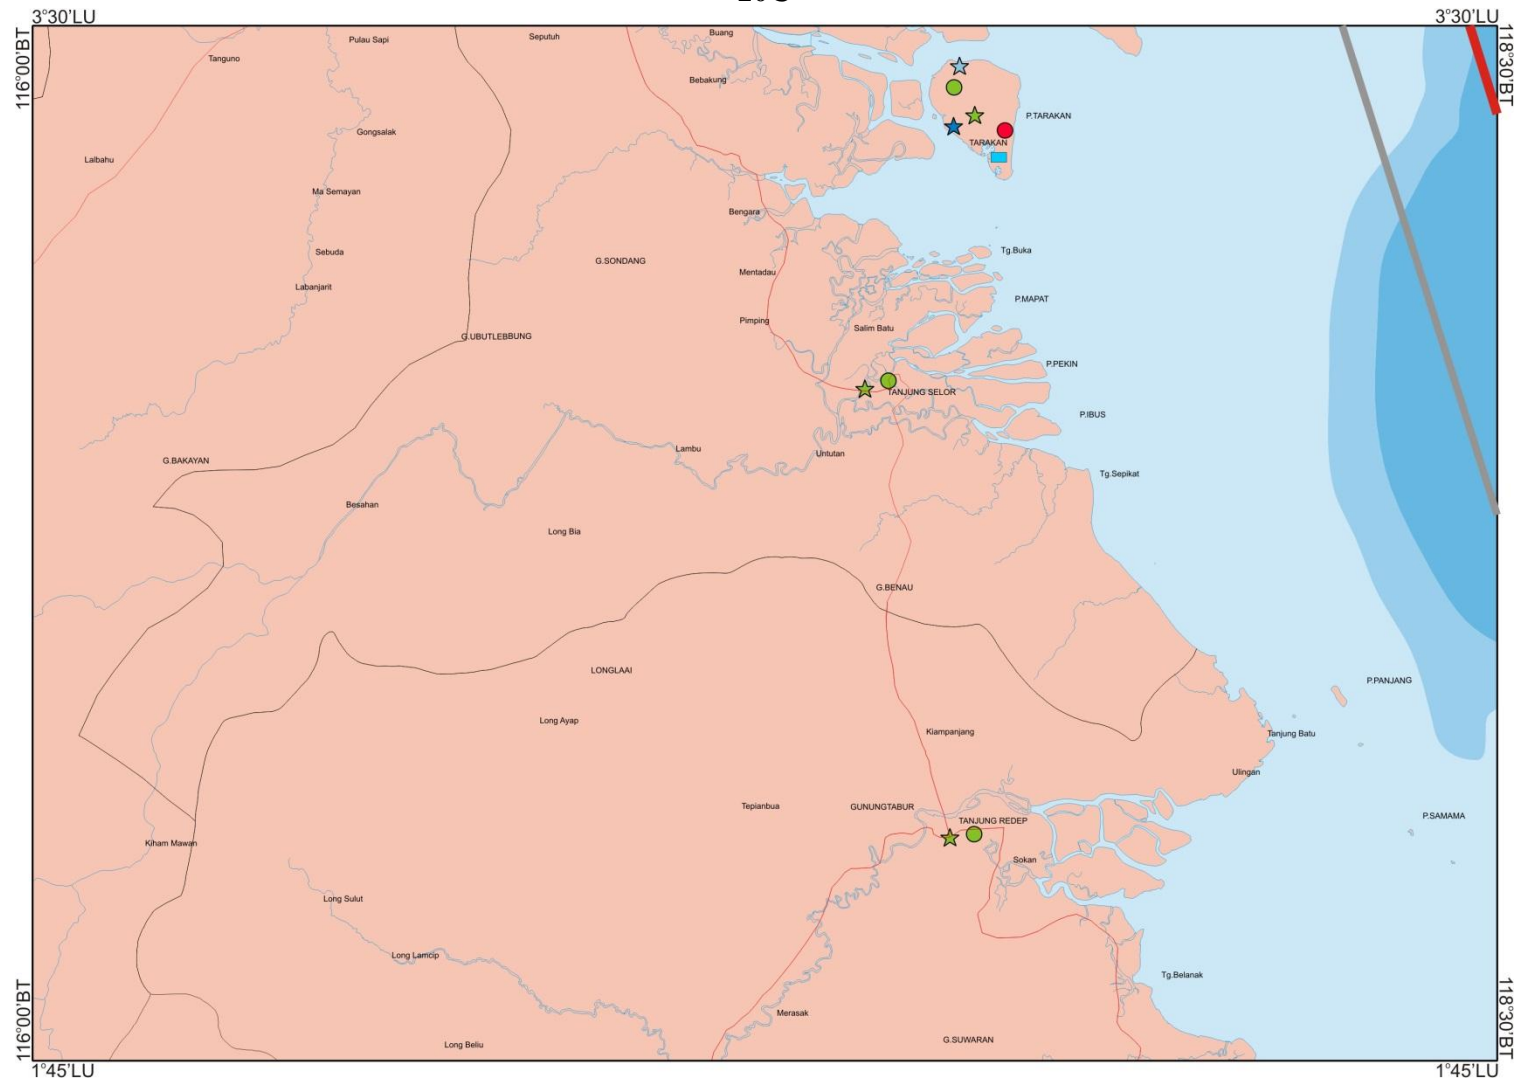 3°30'LU
3°30'LU
116°00'BT
118°30'BT
Pulau Sapi
Seputuh
Buang
Tanguno
Bebakung
P.TARAKAN
Gongsalak
TARAKAN
Lalbahu
Ma Semayan
Bengara
Sebuda
Tg.Buka
G.SONDANG
Mentadau
Labanjarit
P.MAPAT
Pimping
Salim Batu
G.UBUTLEBBUNG
P.PEKIN
TANJUNG SELOR
P.IBUS
Lambu
Untutan
G.BAKAYAN
Tg.Sepikat
Besahan
Long Bia
G.BENAU
LONGLAAI
P.PANJANG
Long Ayap
Kiampanjang
Tanjung Batu
Ulingan
Tepianbua
GUNUNGTABUR
P.SAMAMA
TANJUNG REDEP
Kiham Mawan
Sokan
Long Sulut
Long Lamcip
Tg.Belanak
Merasak
G.SUWARAN
Long Beliu
116°00'BT
118°30'BT
1°45'LU
1°45'LU